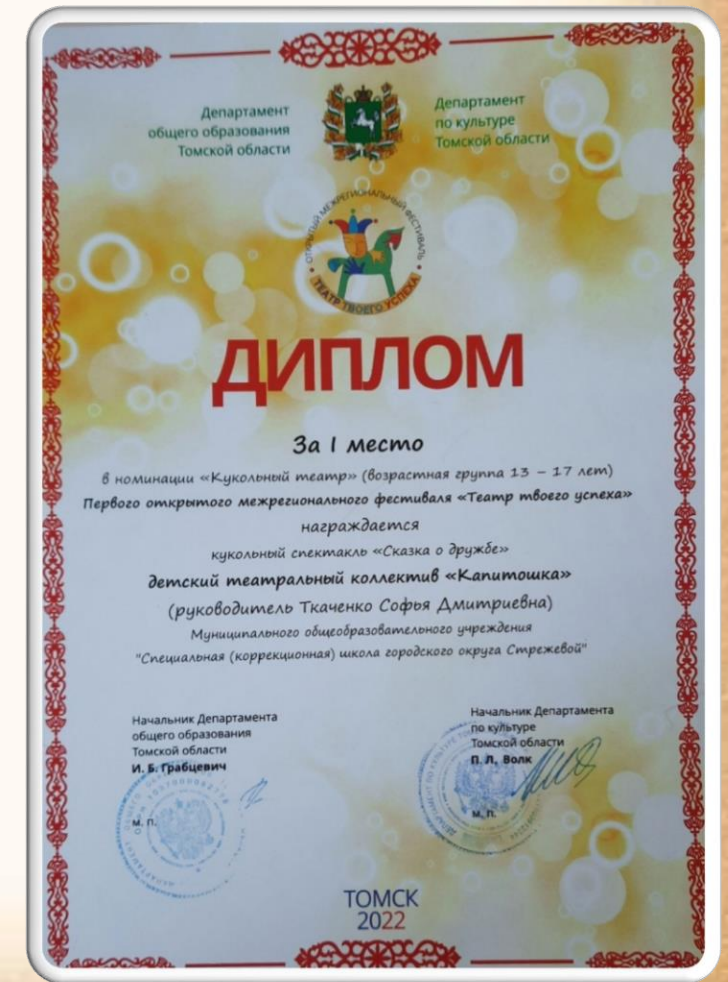 Департамент
общего образования
Томской области
Департамент
по культуре
Томской области
ОТКРЫТЫЙ МЕЖРЕГИОНАЛЬНЫЙ ФЕСТИВАЛЬ
ТЕАТР ТВОЕГО УСПЕХА
ДИПЛОМ
За I место
в номинации «Кукольный театр» (возрастная группа 13 – 17 лет)
Первого открытого межрегионального фестиваля «Театр твоего успеха»
награждается
кукольный спектакль «Сказка о дружбе»
детский театральный коллектив «Капитошка»
(руководитель Ткаченко Софья Дмитриевна)
Муниципального общеобразовательного учреждения
"Специальная (коррекционная) школа городского округа Стрежевой"
Начальник Департамента
общего образования
Томской области
И. Б. Грабцевич
м. п.
Начальник Департамента
по культуре
Томской области
П. Л. Волк
м. п.
ТОМСК
2022